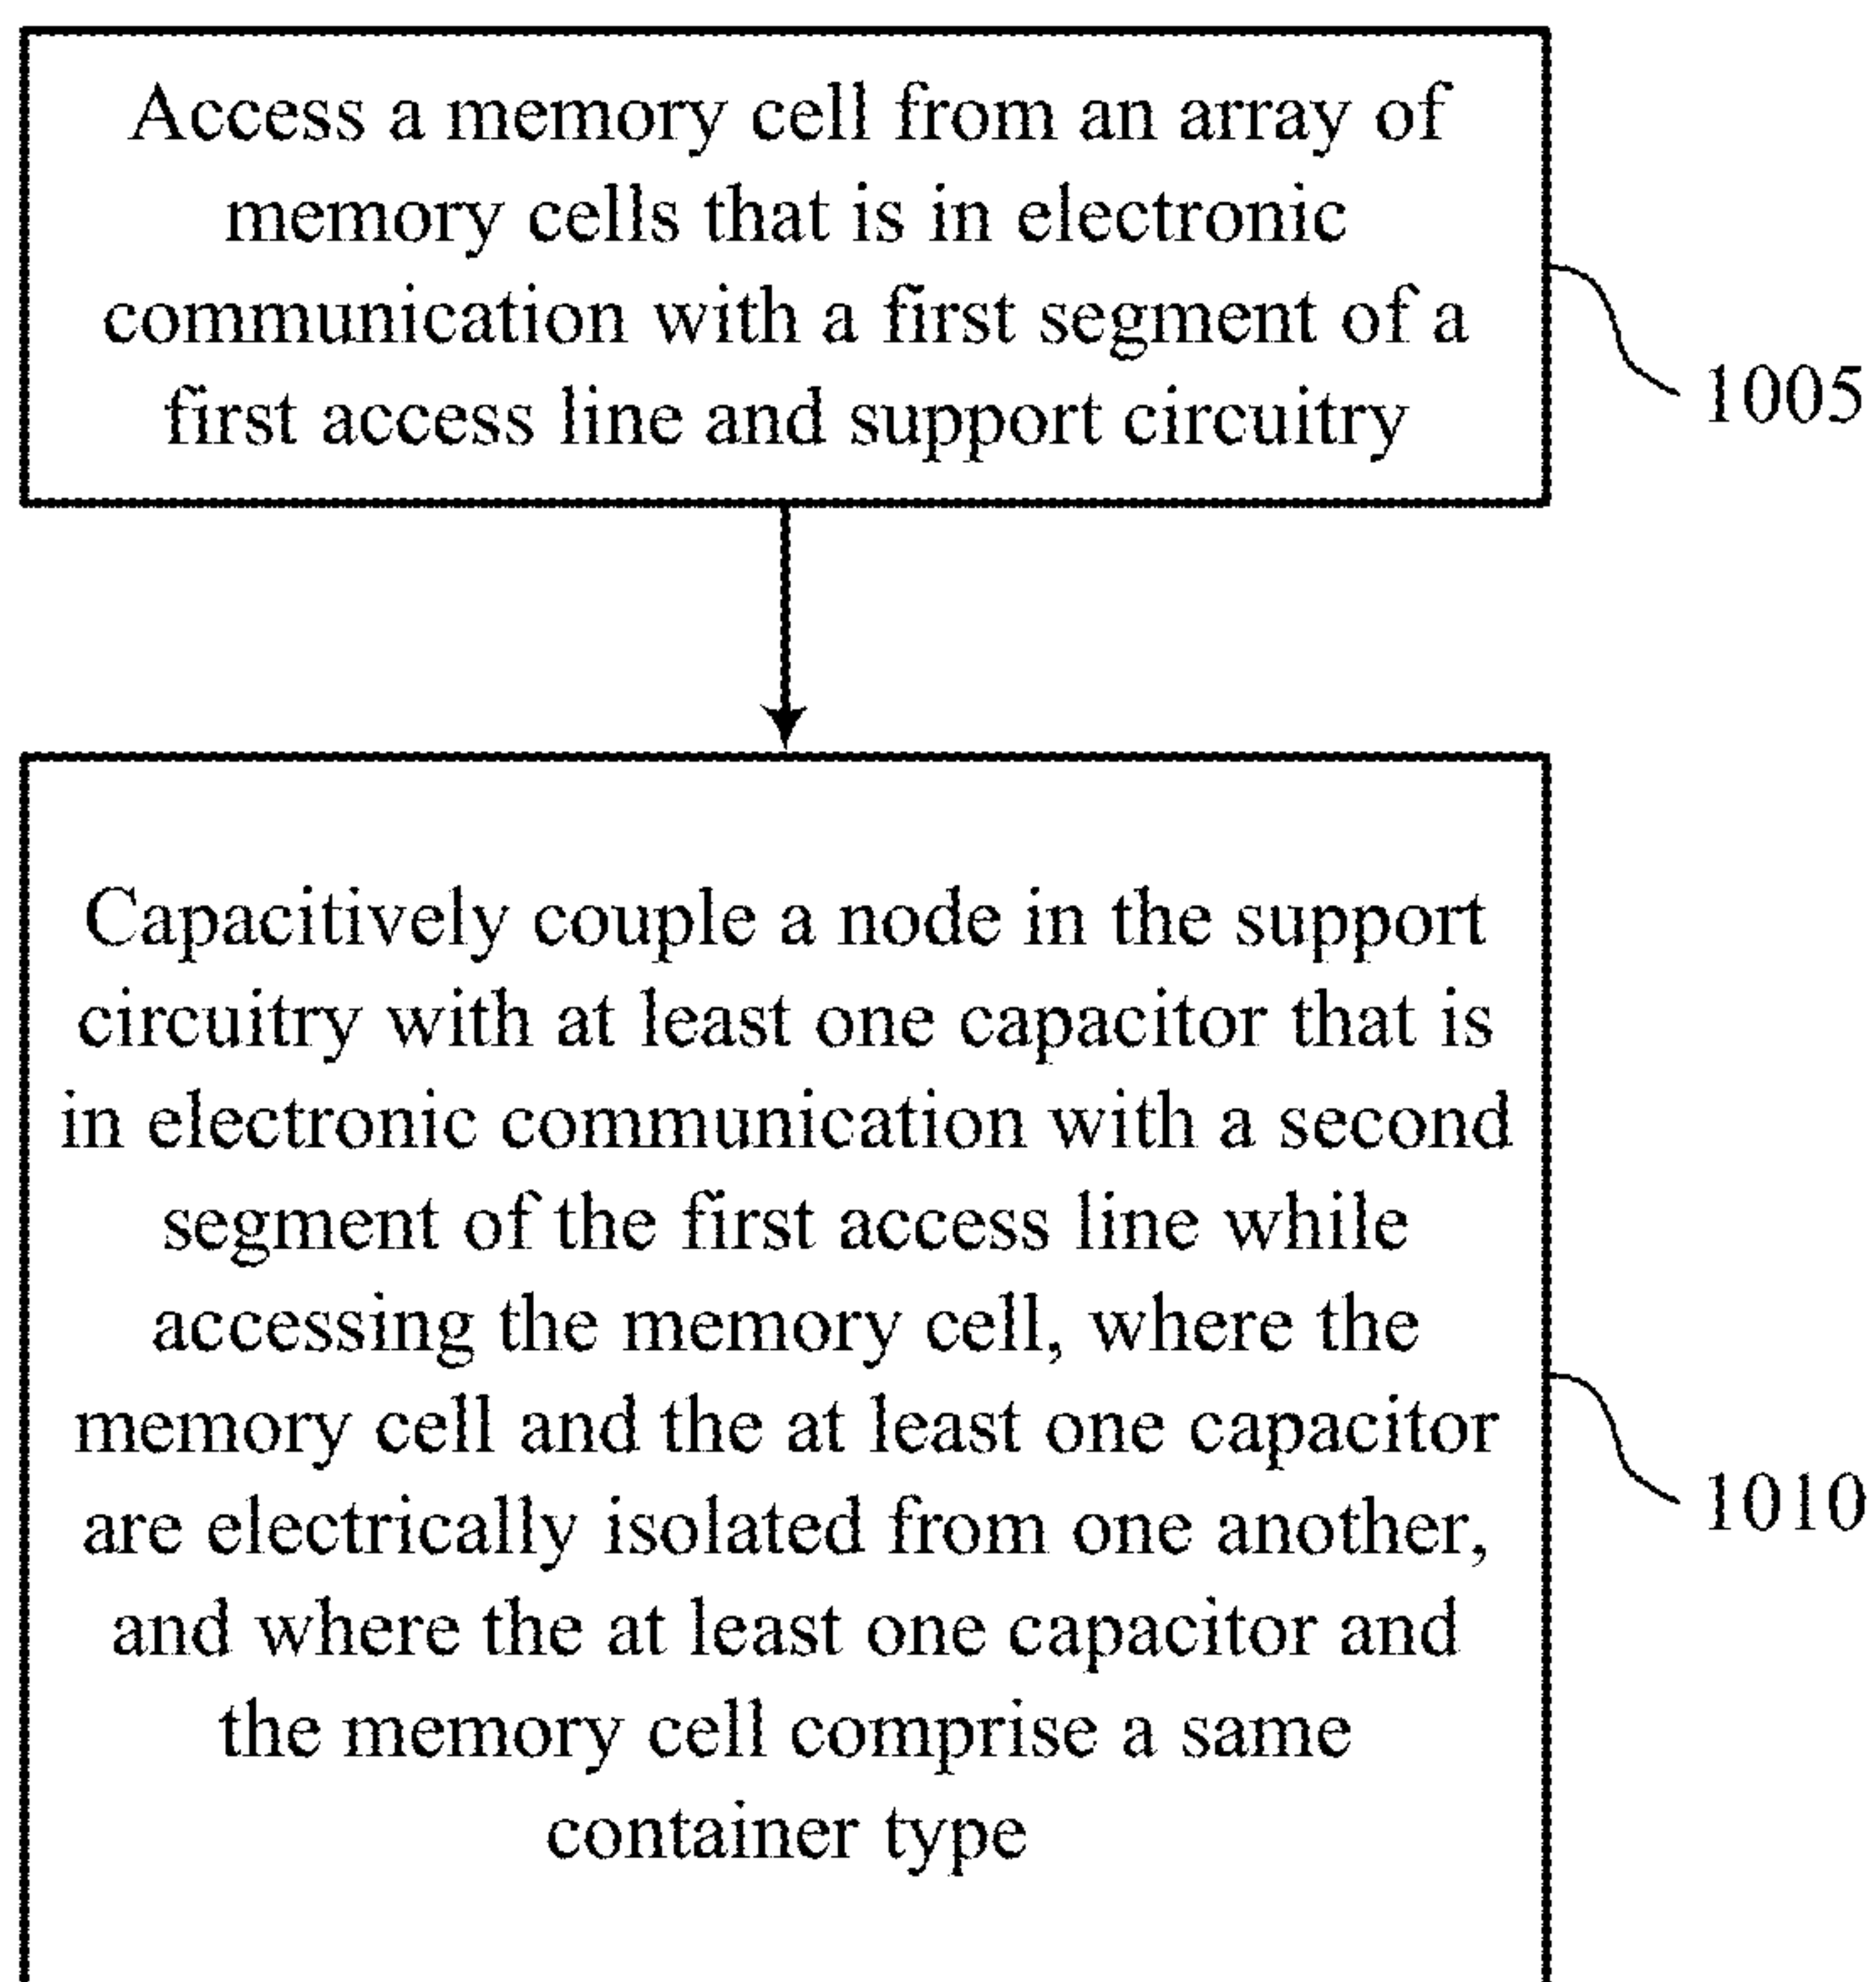 Access a memory cell from an array of
memory cells that is in electronic
communication with a first segment of a
first access line and support circuitry
1005
Capacitively couple a node in the support
circuitry with at least one capacitor that is
in electronic communication with a second
segment of the first access line while
accessing the memory cell, where the
memory cell and the at least one capacitor
are electrically isolated from one another,
and where the at least one capacitor and
the memory cell comprise a same
container type
1010